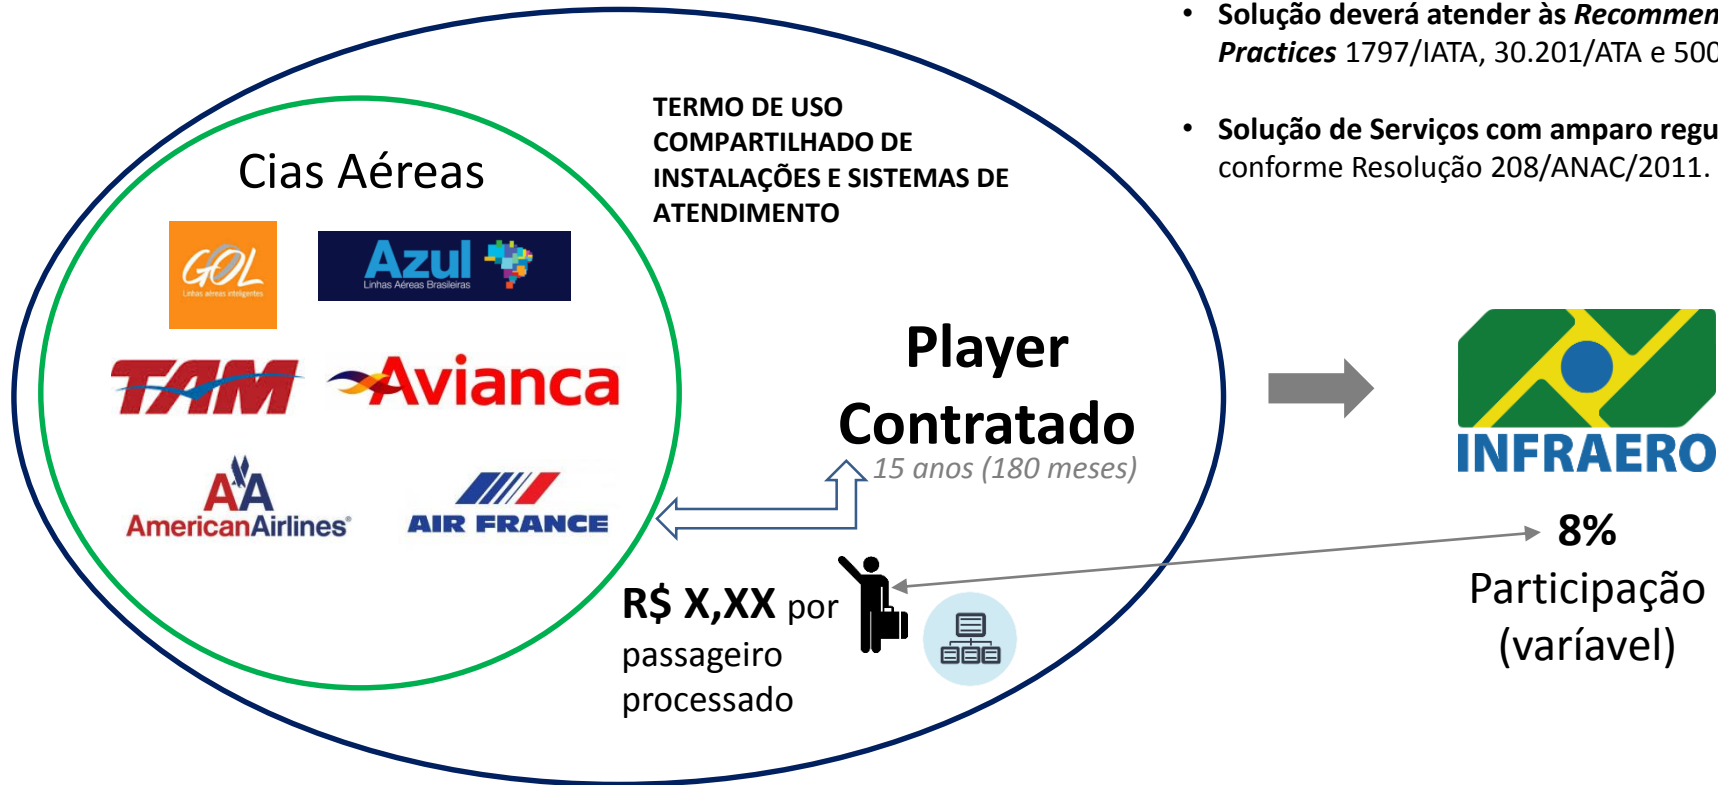 • Solução deverá atender às Recommen
Practices 1797/IATA, 30.201/ATA e 500
• Solução de Serviços com amparo regu
conforme Resolução 208/ANAC/2011.
TERMO DE USO
COMPARTILHADO DE
INSTALAÇÕES E SISTEMAS DE
ATENDIMENTO
Cias Aéreas
GOL
Linhas aéreas inteligentes
Azul
Linhas Aéreas Brasileiras
TAM
Avianca
AA
AmericanAirlines®
AIR FRANCE
Player
Contratado
15 anos (180 meses)
R$ X,XX por
passageiro
processado
INFRAERO
8%
Participação
(varíavel)